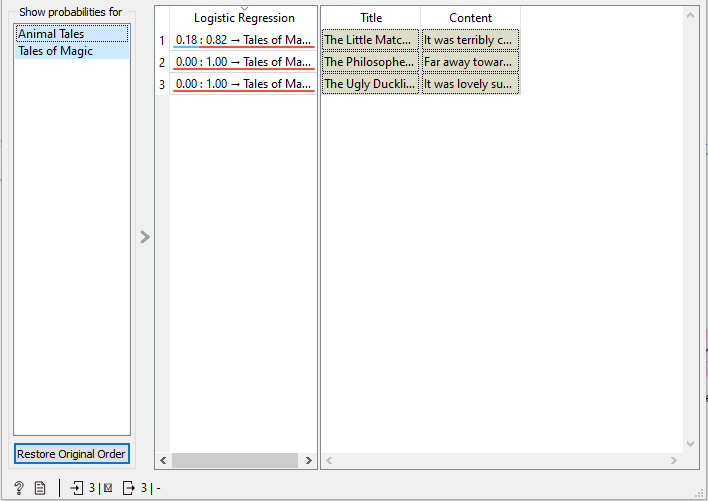 Show probabilities for
Animal Tales
Tales of Magic
Restore Original Order
Logistic Regression
1 0.18 : 0.82 → Tales of Ma...
2 0.00 : 1.00 → Tales of Ma...
3 0.00 : 1.00 → Tales of Ma...
Title Content
The Little Matc... It was terribly c...
The Philosophe... Far away towar...
The Ugly Duckli... It was lovely su...
? 3 | M 3 | -